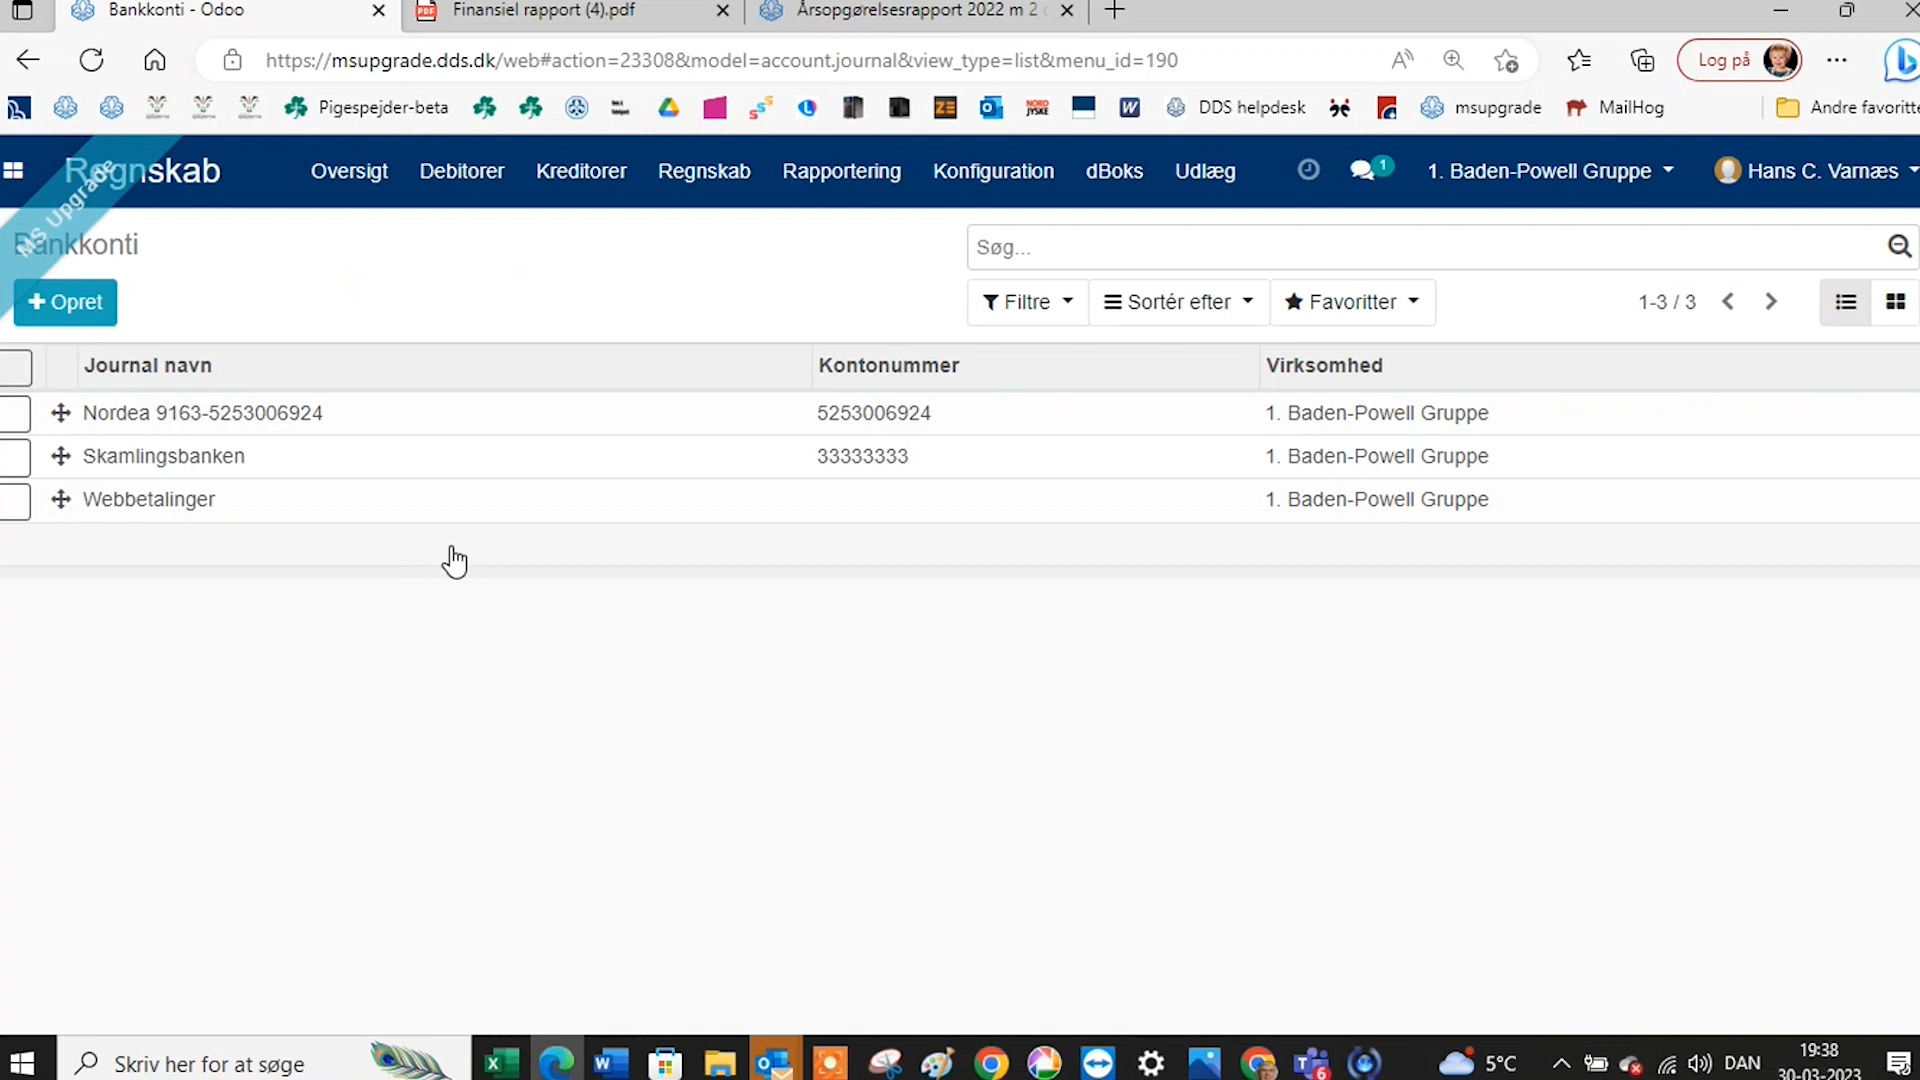 Bankkonti - Odoo
Finansiel rapport (4).pdf
Årsopgørelsesrapport 2022 m 2
https://msupgrade.dds.dk/web#action=23308&model=account.journal&view_type=list&menu_id=190
Log på
Pigespejder-beta
DDS helpdesk
msupgrade
MailHog
Andre favoritte
Regnskab
Oversigt
Debitorer
Kreditorer
Regnskab
Rapportering
Konfiguration
dBoks
Udlæg
1
1. Baden-Powell Gruppe
Hans C. Varnæs
MS Upgrade
Bankkonti
Søg...
+ Opret
Filtre
Sortér efter
Favoritter
1-3 / 3
Journal navn
Kontonummer
Virksomhed
Nordea 9163-5253006924
5253006924
1. Baden-Powell Gruppe
Skamlingsbanken
33333333
1. Baden-Powell Gruppe
Webbetalinger
1. Baden-Powell Gruppe
Skriv her for at søge
5°C
DAN
19:38
30-03-2023